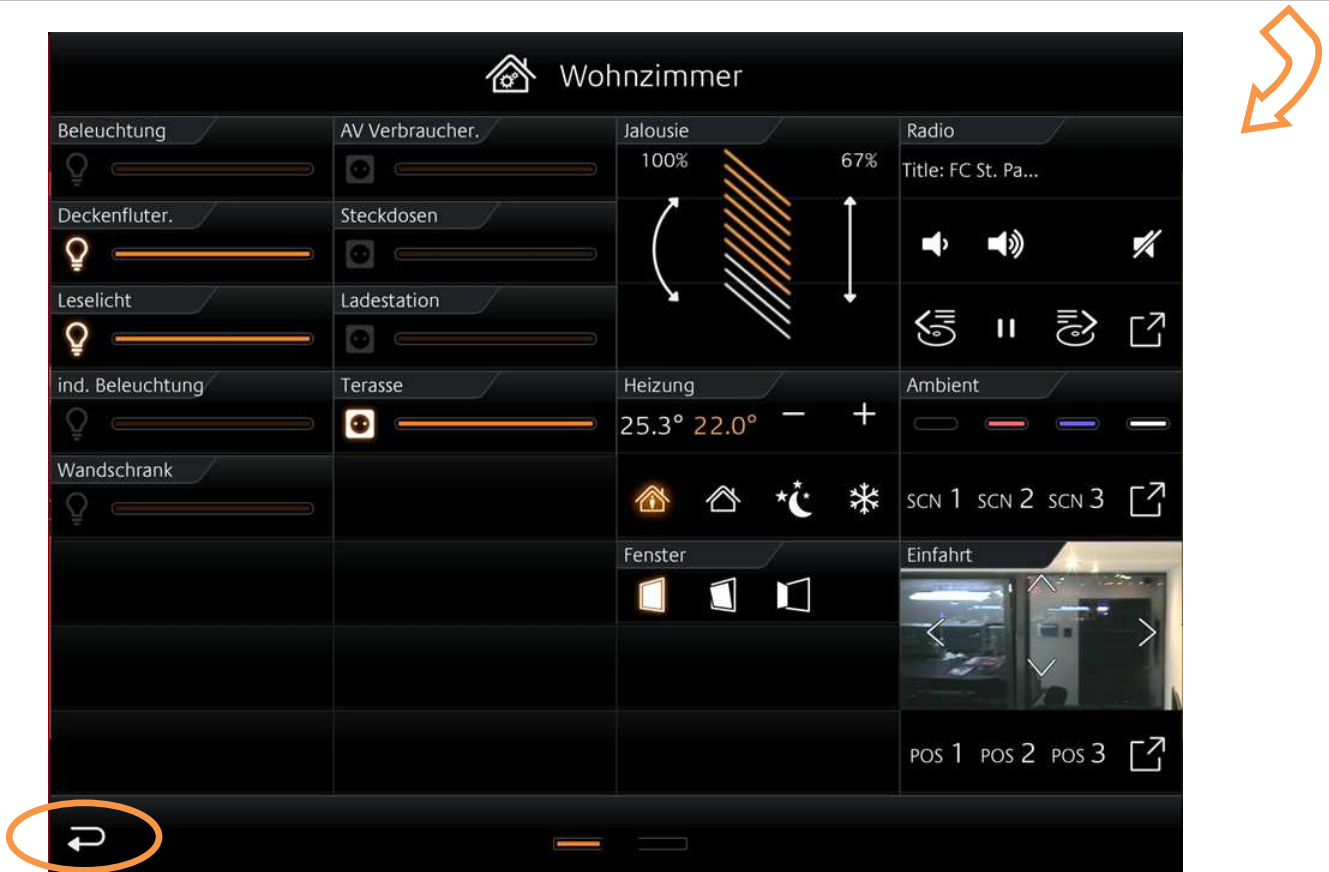 Wohnzimmer
Beleuchtung
AV Verbraucher.
Jalousie
Radio
100%
67%
Title: FC St. Pa...
Deckenfluter.
Steckdosen
Leselicht
Ladestation
ind. Beleuchtung
Terasse
Heizung
Ambient
25.3° 22.0° − +
Wandschrank
SCN 1 SCN 2 SCN 3
Fenster
Einfahrt
POS 1 POS 2 POS 3